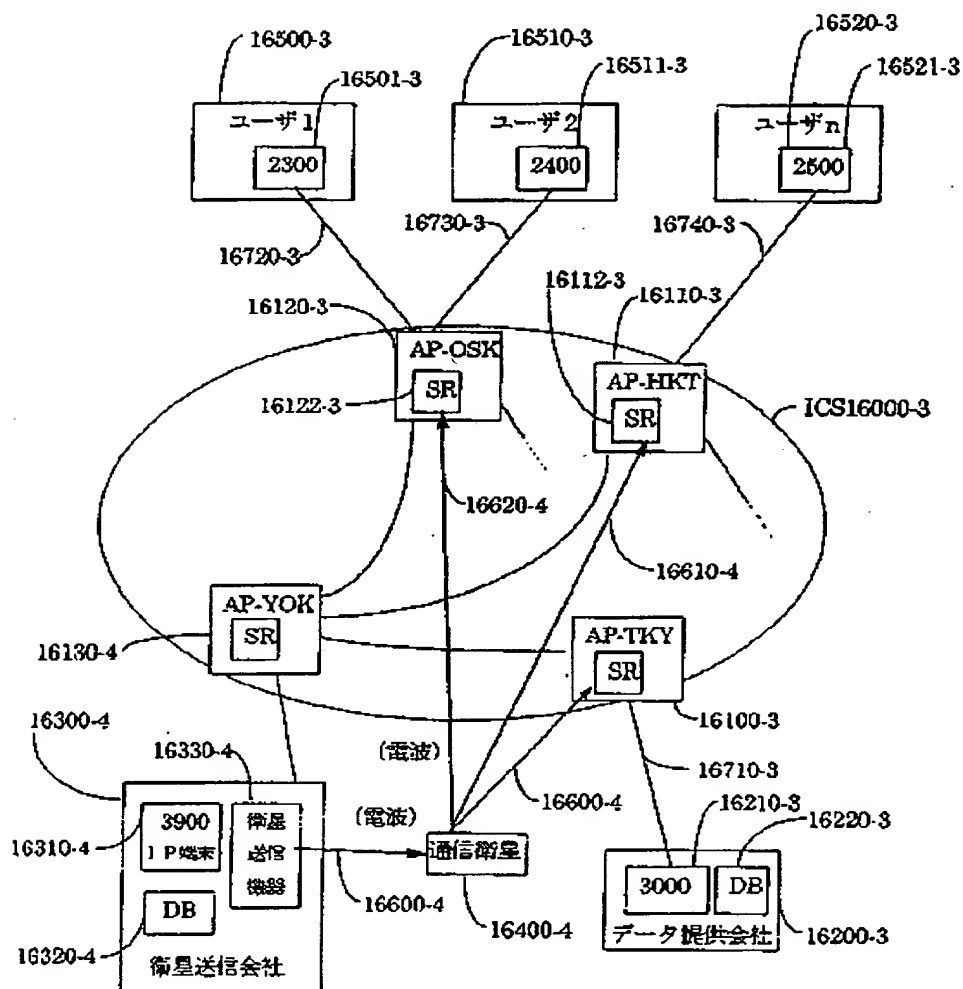 16500-3
16501-3
16510-3
16511-3
16520-3
16521-3
ユーザ1
2300
ユーザ2
2400
ユーザn
2500
16720-3
16730-3
16740-3
16120-3
16112-3
16110-3
AP-OSK
SR
16122-3
AP-HKT
SR
ICS16000-3
16620-4
16610-4
AP-YOK
SR
16130-4
AP-TKY
SR
16100-3
16300-4
16330-4
(電波)
16710-3
16600-4
16210-3
16220-3
3900
IP端末
16310-4
衛星
送信
機器
(電波)
通信衛星
16600-4
16400-4
DB
16320-4
衛星送信会社
3000
DB
データ提供会社
16200-3